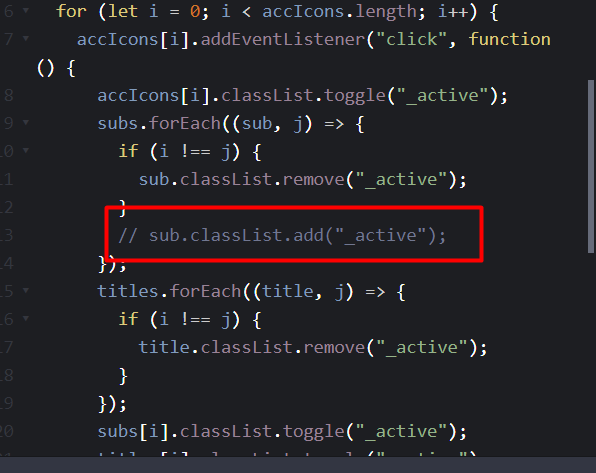 6 for (let i = 0; i < accIcons.length; i++) {
7 accIcons[i].addEventListener("click", function
() {
8 accIcons[i].classList.toggle("_active");
9 subs.forEach((sub, j) => {
10 if (i !== j) {
11 sub.classList.remove("_active");
12 }
13 // sub.classList.add("_active");
14 });
15 titles.forEach((title, j) => {
16 if (i !== j) {
17 title.classList.remove("_active");
18 }
19 });
20 subs[i].classList.toggle("_active");